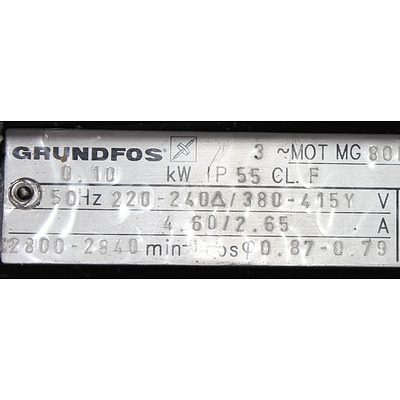 GRUNDFOS 3 ~MOT MG 80
0.10 kW IP 55 CL. F
50Hz 220-240Δ/380-415Y V
4.60/2.65 A
2800-2840 min-1 cosφ 0.87-0.79